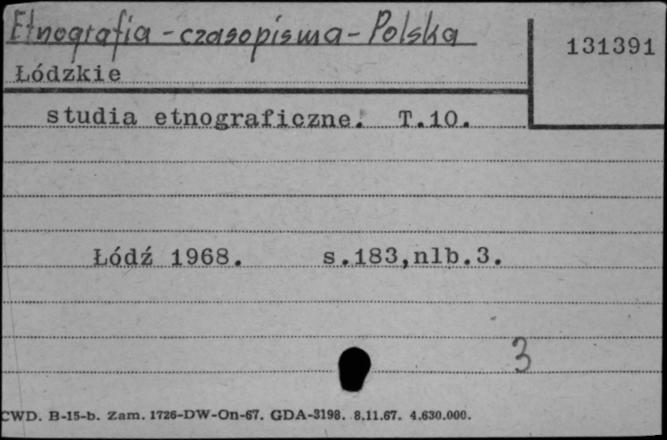 Etnografia - czasopisma - Polska
131391
Łódzkie
studia etnograficzne. T.10.
Łódź 1968. s.183,nlb.3.
3
CWD. B-15-b. Zam. 1726-DW-On-67. GDA-3198. 8.11.67. 4.630.000.